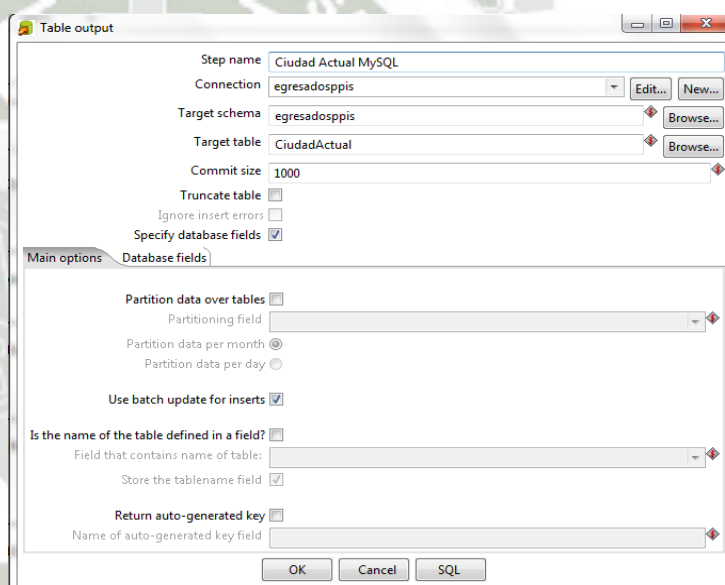 Table output
Step name Ciudad Actual MySQL
Connection egresadosppis Edit... New...
Target schema egresadosppis Browse...
Target table CiudadActual Browse...
Commit size 1000
Truncate table
Ignore insert errors
Specify database fields
Main options Database fields
Partition data over tables
Partitioning field
Partition data per month
Partition data per day
Use batch update for inserts
Is the name of the table defined in a field?
Field that contains name of table:
Store the tablename field
Return auto-generated key
Name of auto-generated key field
OK Cancel SQL